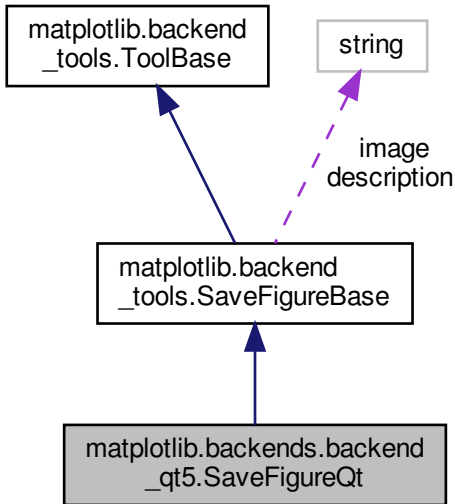 matplotlib.backend
_tools.ToolBase
string
image
description
matplotlib.backend
_tools.SaveFigureBase
matplotlib.backends.backend
_qt5.SaveFigureQt